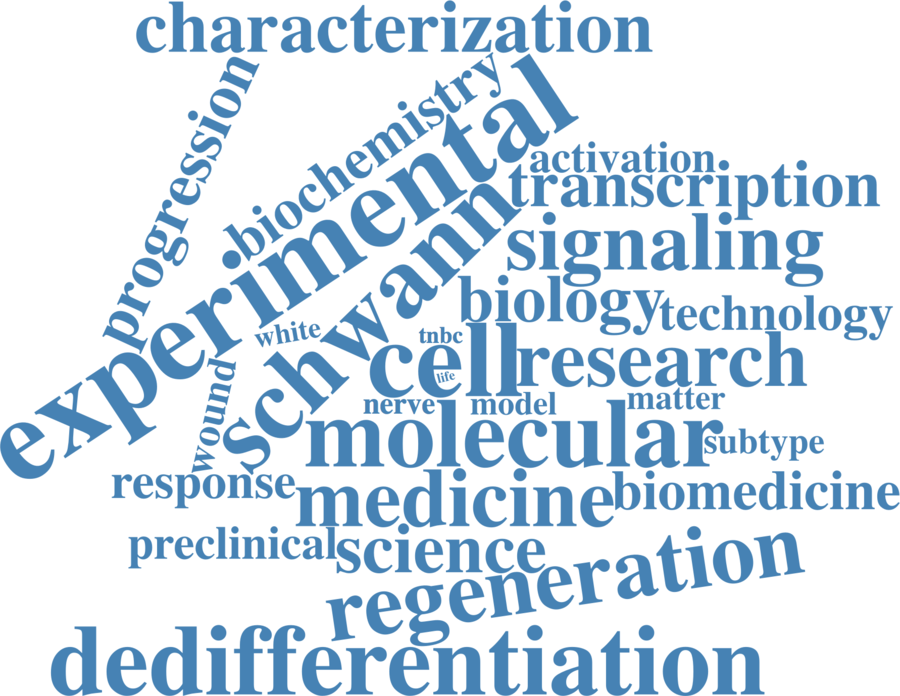 characterization
progression
biochemistry
experimental
activation
transcription
schwann
signaling
biology
technology
white
tnbc
cell
research
life
wound
nerve
model
matter
molecular
subtype
response
medicine
biomedicine
preclinical
science
regeneration
dedifferentiation